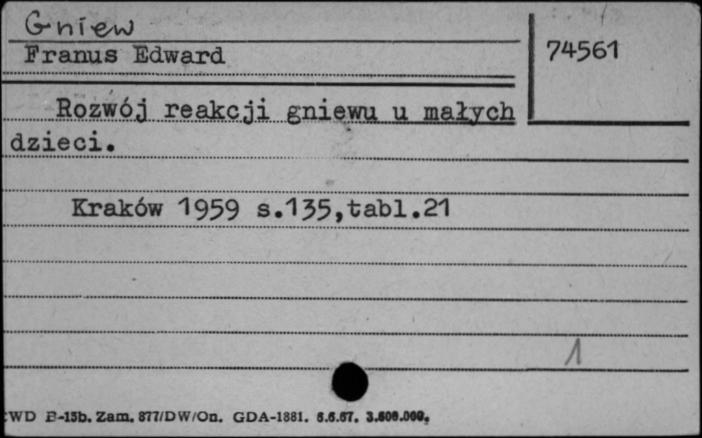 Gniew
Franus Edward
74561
Rozwój reakcji gniewu u małych
dzieci.
Kraków 1959 s.135,tabl.21
1
WD B-15b. Zam. 877/DW/On. GDA-1881. 6.6.67. 3.600.000.